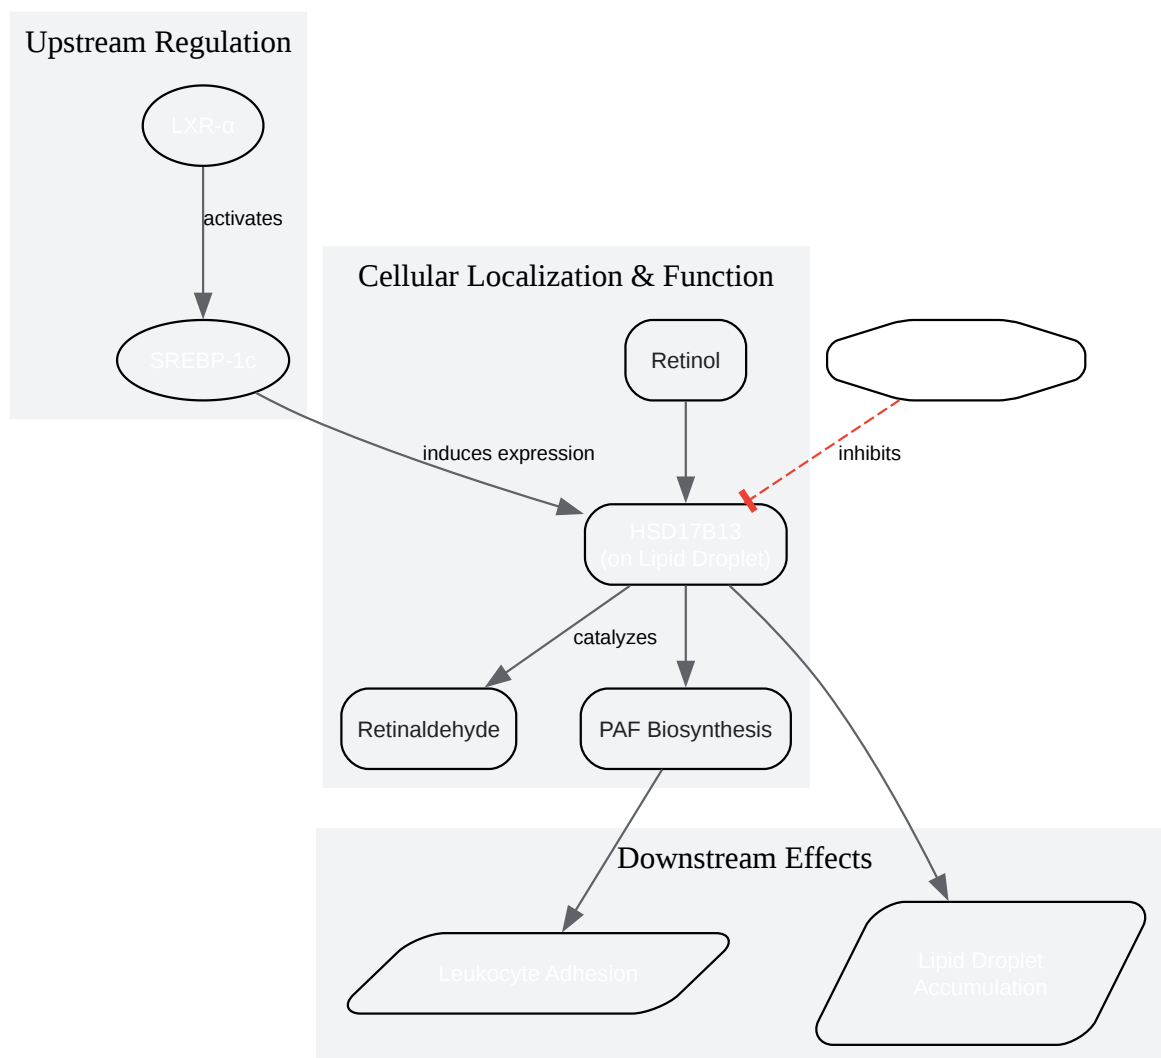 Upstream Regulation
LXR-α
activates
SREBP-1c
Cellular Localization & Function
Retinol
induces expression
inhibits
HSD17B13
(on Lipid Droplet)
catalyzes
Retinaldehyde
PAF Biosynthesis
Downstream Effects
Leukocyte Adhesion
Lipid Droplet
Accumulation